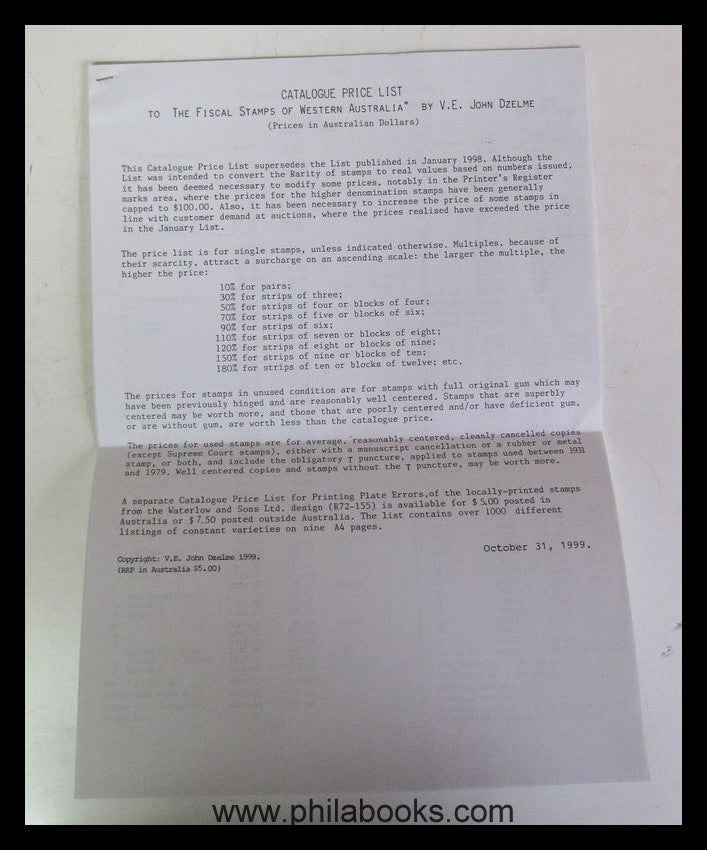 CATALOGUE PRICE LIST
TO THE FISCAL STAMPS OF WESTERN AUSTRALIA" BY V.E. JOHN DZELME
(Prices in Australian Dollars)
This Catalogue Price List supersedes the List published in January 1998. Although the
List was intended to convert the Rarity of stamps to real values based on numbers issued,
it has been deemed necessary to modify some prices, notably in the Printer's Register
marks area, where the prices for the higher denomination stamps have been generally
capped to $100.00. Also, it has been necessary to increase the price of some stamps in
line with customer demand at auctions, where the prices realised have exceeded the price
in the January List.
The price list is for single stamps, unless indicated otherwise. Multiples, because of
their scarcity, attract a surcharge on an ascending scale: the larger the multiple, the
higher the price:
10% for pairs;
30% for strips of three;
50% for strips of four or blocks of four;
70% for strips of five or blocks of six;
90% for strips of six;
110% for strips of seven or blocks of eight;
120% for strips of eight or blocks of nine;
150% for strips of nine or blocks of ten;
180% for strips of ten or blocks of twelve; etc.
The prices for stamps in unused condition are for stamps with full original gum which may
have been previously hinged and are reasonably well centered. Stamps that are superbly
centered may be worth more, and those that are poorly centered and/or have deficient gum,
or are without gum, are worth less than the catalogue price.
The prices for used stamps are for average, reasonably centered, cleanly cancelled copies
(except Supreme Court stamps), either with a manuscript cancellation or a rubber or metal
stamp, or both, and include the obligatory T puncture, applied to stamps used between 1931
and 1979. Well centered copies and stamps without the T puncture, may be worth more.
A separate Catalogue Price List for Printing Plate Errors,of the locally-printed stamps
from the Waterlow and Sons Ltd. design (R72-155) is available for $5.00 posted in
Australia or $7.50 posted outside Australia. The list contains over 1000 different
listings of constant varieties on nine A4 pages.
October 31, 1999.
Copyright: V.E. John Dzelme 1999.
(RRP in Australia $5.00)
www.philabooks.com